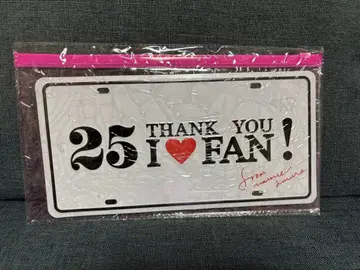 25 THANK YOU
I ❤ FAN!
from
namie
amuro